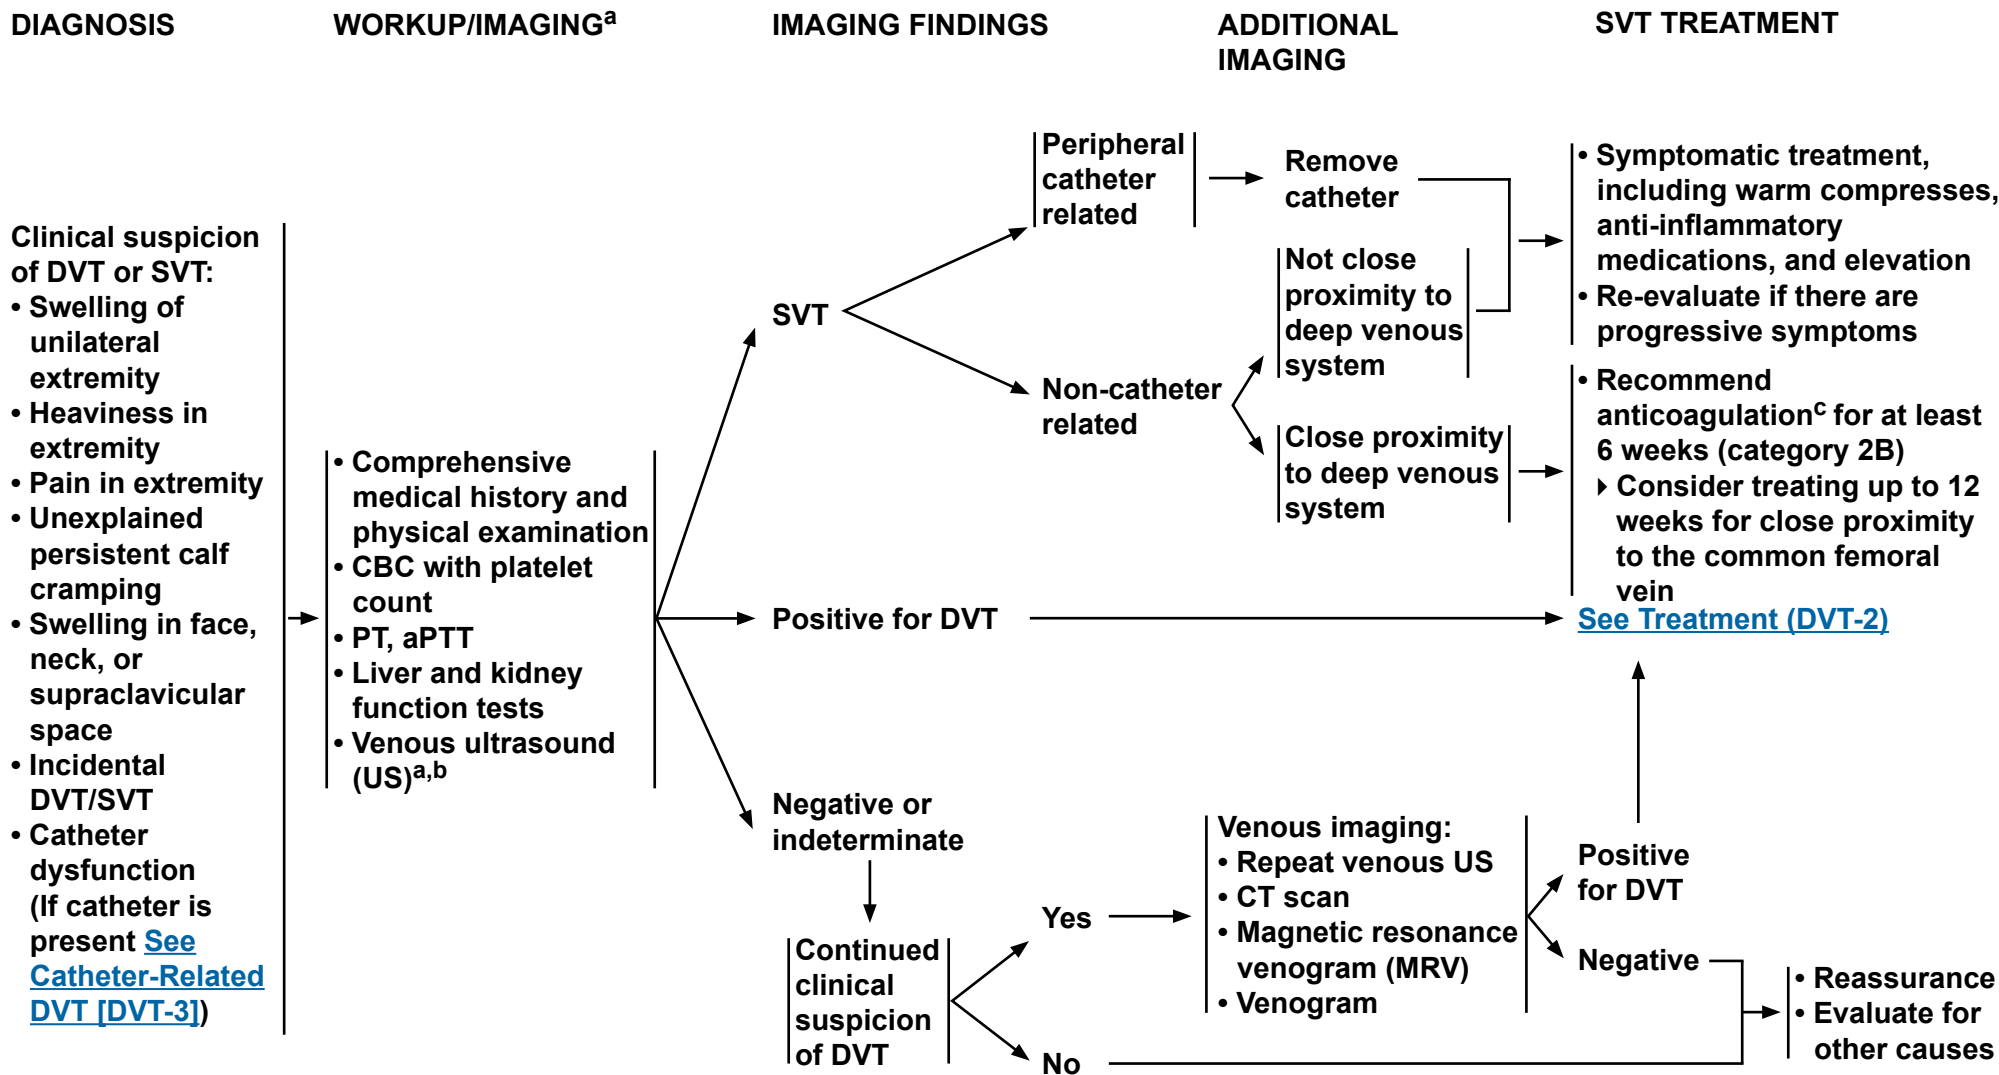 DIAGNOSIS
WORKUP/IMAGINGa
IMAGING FINDINGS
ADDITIONAL
IMAGING
SVT TREATMENT
Clinical suspicion
of DVT or SVT:
• Swelling of
unilateral
extremity
• Heaviness in
extremity
• Pain in extremity
• Unexplained
persistent calf
cramping
• Swelling in face,
neck, or
supraclavicular
space
• Incidental
DVT/SVT
• Catheter
dysfunction
(If catheter is
present See
Catheter-Related
DVT [DVT-3])
• Comprehensive
medical history and
physical examination
• CBC with platelet
count
• PT, aPTT
• Liver and kidney
function tests
• Venous ultrasound
(US)a,b
SVT
Peripheral
catheter
related
Remove
catheter
Non-catheter
related
Not close
proximity to
deep venous
system
Close proximity
to deep venous
system
• Symptomatic treatment,
including warm compresses,
anti-inflammatory
medications, and elevation
• Re-evaluate if there are
progressive symptoms
• Recommend
anticoagulationc for at least
6 weeks (category 2B)
‣ Consider treating up to 12
weeks for close proximity
to the common femoral
vein
Positive for DVT
See Treatment (DVT-2)
Negative or
indeterminate
Continued
clinical
suspicion
of DVT
Yes
No
Venous imaging:
• Repeat venous US
• CT scan
• Magnetic resonance
venogram (MRV)
• Venogram
Positive
for DVT
Negative
• Reassurance
• Evaluate for
other causes